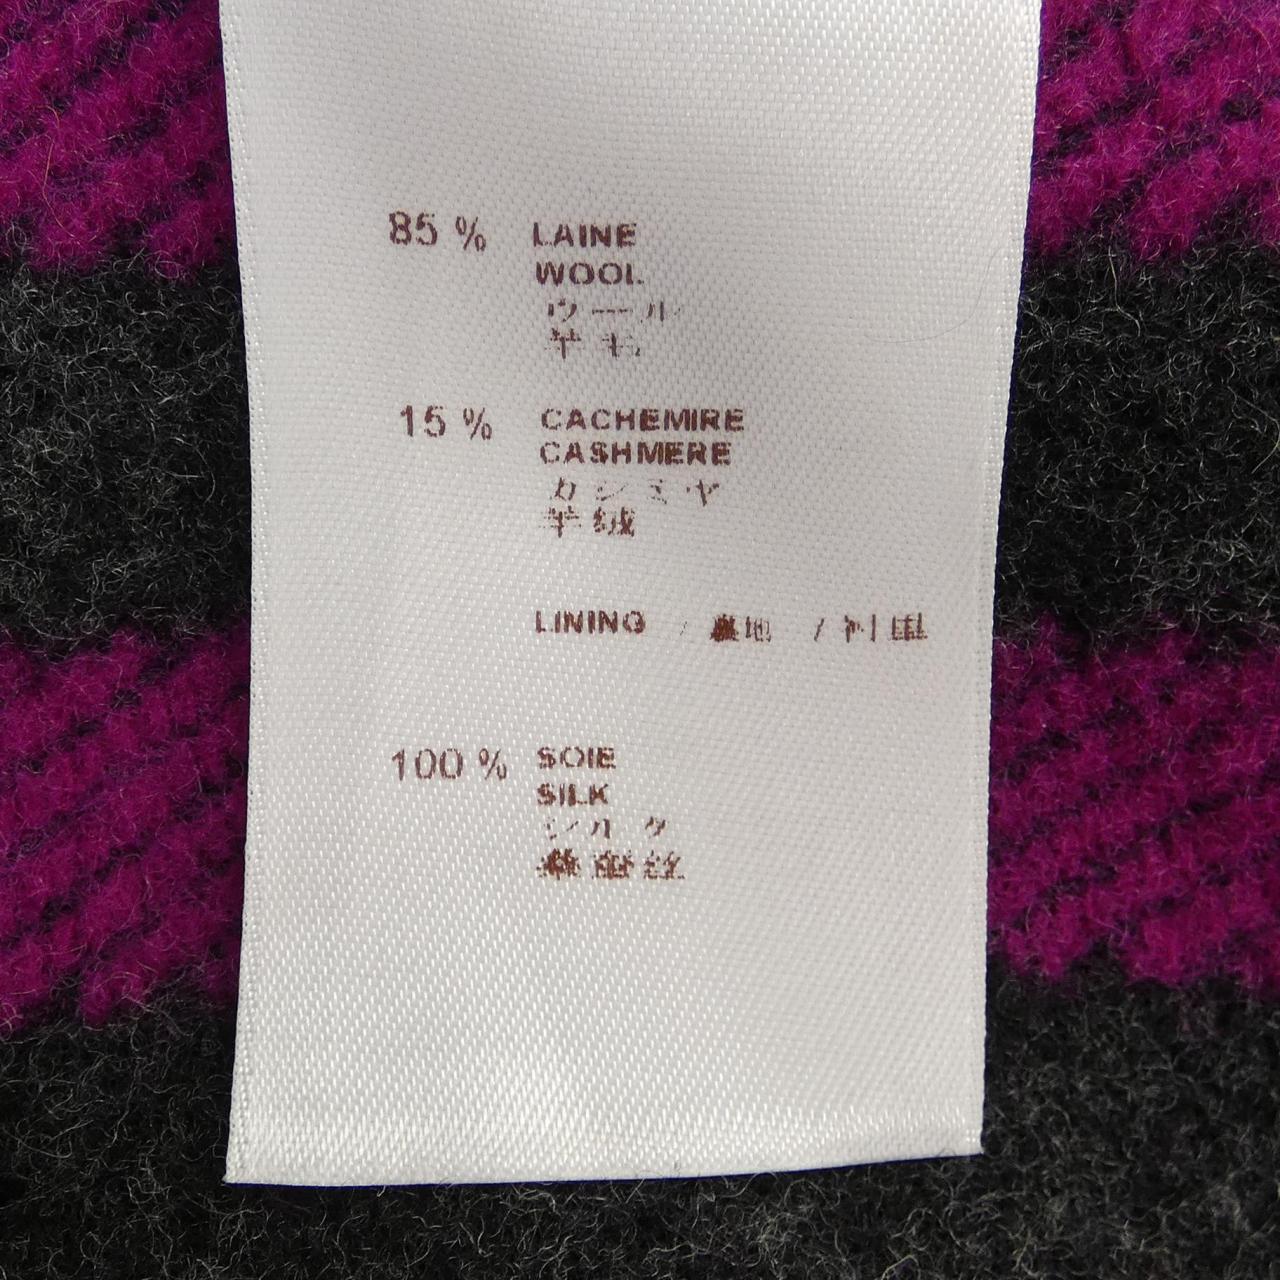 85 % LAINE
WOOL
ウール
羊毛
15 % CACHEMIRE
CASHMERE
カシミヤ
羊绒
LINING / 裏地 / 衬里
100 % SOIE
SILK
シルク
桑蚕丝